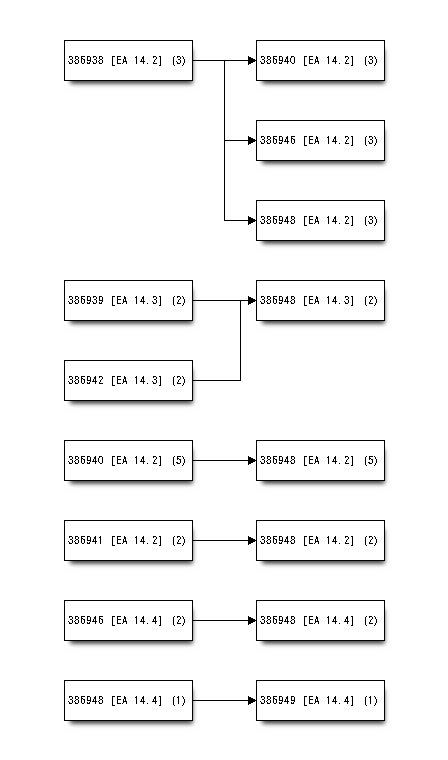 386938 [EA 14.2] (3)
386940 [EA 14.2] (3)
386946 [EA 14.2] (3)
386948 [EA 14.2] (3)
386939 [EA 14.3] (2)
386948 [EA 14.3] (2)
386942 [EA 14.3] (2)
386940 [EA 14.2] (5)
386948 [EA 14.2] (5)
386941 [EA 14.2] (2)
386948 [EA 14.2] (2)
386946 [EA 14.4] (2)
386948 [EA 14.4] (2)
386948 [EA 14.4] (1)
386949 [EA 14.4] (1)